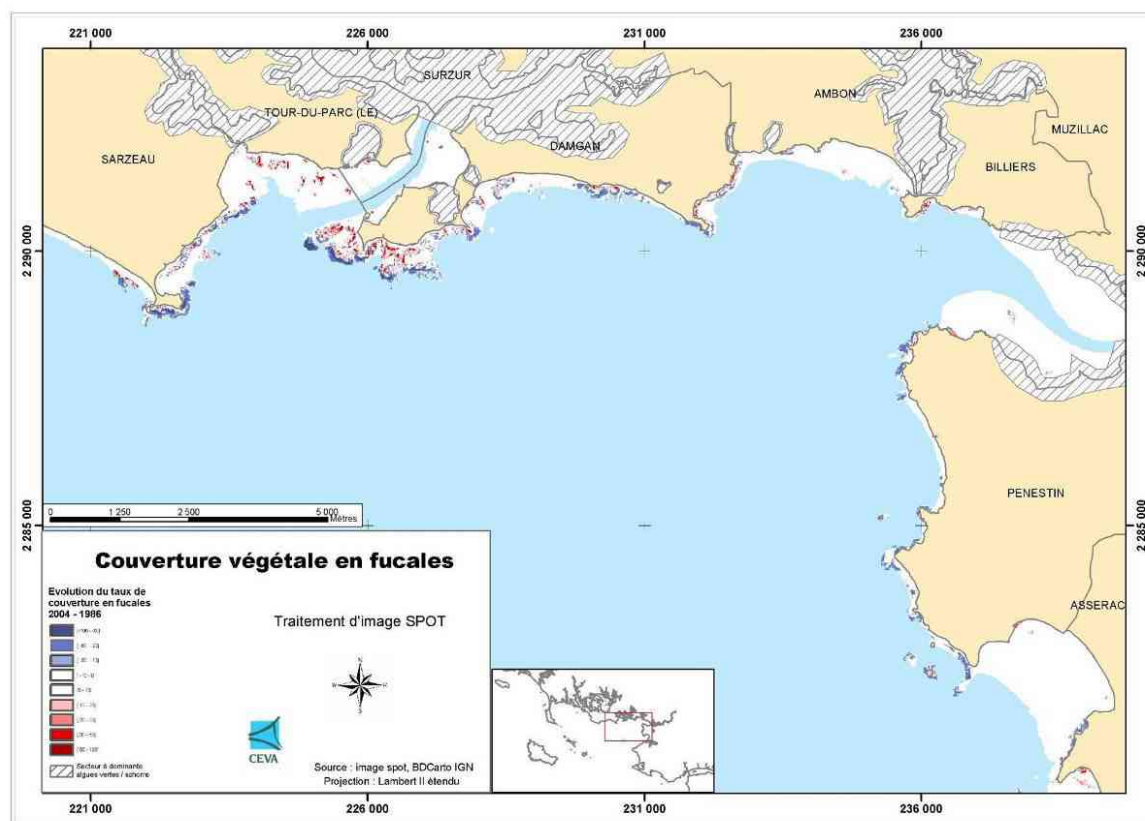 221 000
226 000
231 000
236 000
SURZUR
AMBON
TOUR-DU-PARC (LE)
MUZILLAC
DAMGAN
SARZEAU
BILLIERS
2 290 000
2 290 000
PENESTIN
0
1 250
2 500
5 000
Mètres
2 285 000
2 285 000
Couverture végétale en fucales
Evolution du taux de
couverture en fucales
2004 - 1986
Traitement d'image SPOT
ASSERAC
N
S
CEVA
Secteur à dominante
algues vertes / schorre
Source : image spot, BDCarto IGN
Projection : Lambert II étendu
221 000
226 000
231 000
236 000